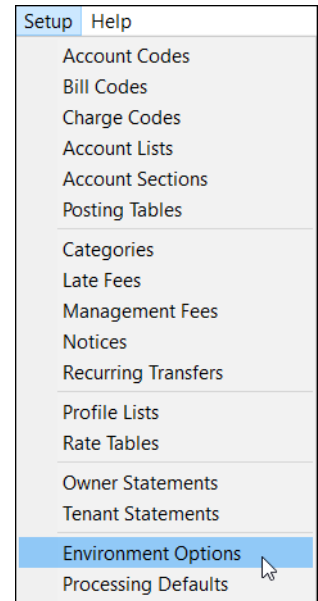 Setup Help
Account Codes
Bill Codes
Charge Codes
Account Lists
Account Sections
Posting Tables
Categories
Late Fees
Management Fees
Notices
Recurring Transfers
Profile Lists
Rate Tables
Owner Statements
Tenant Statements
Environment Options
Processing Defaults